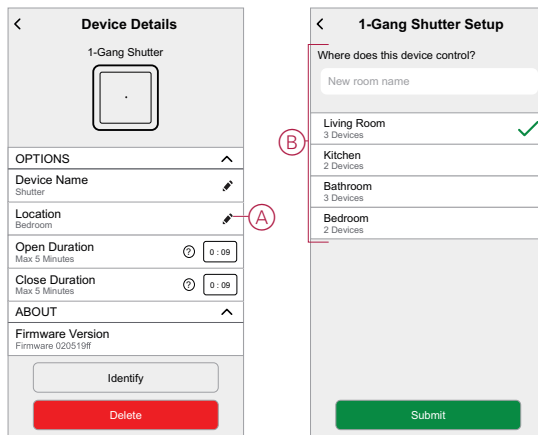 Device Details
1-Gang Shutter
OPTIONS
Device Name
Shutter
Location
Bedroom
A
Open Duration
Max 5 Minutes
? 0 : 09
Close Duration
Max 5 Minutes
? 0 : 09
ABOUT
Firmware Version
Firmware 020519ff
Identify
Delete
1-Gang Shutter Setup
Where does this device control?
New room name
B
Living Room
3 Devices
Kitchen
2 Devices
Bathroom
3 Devices
Bedroom
2 Devices
Submit